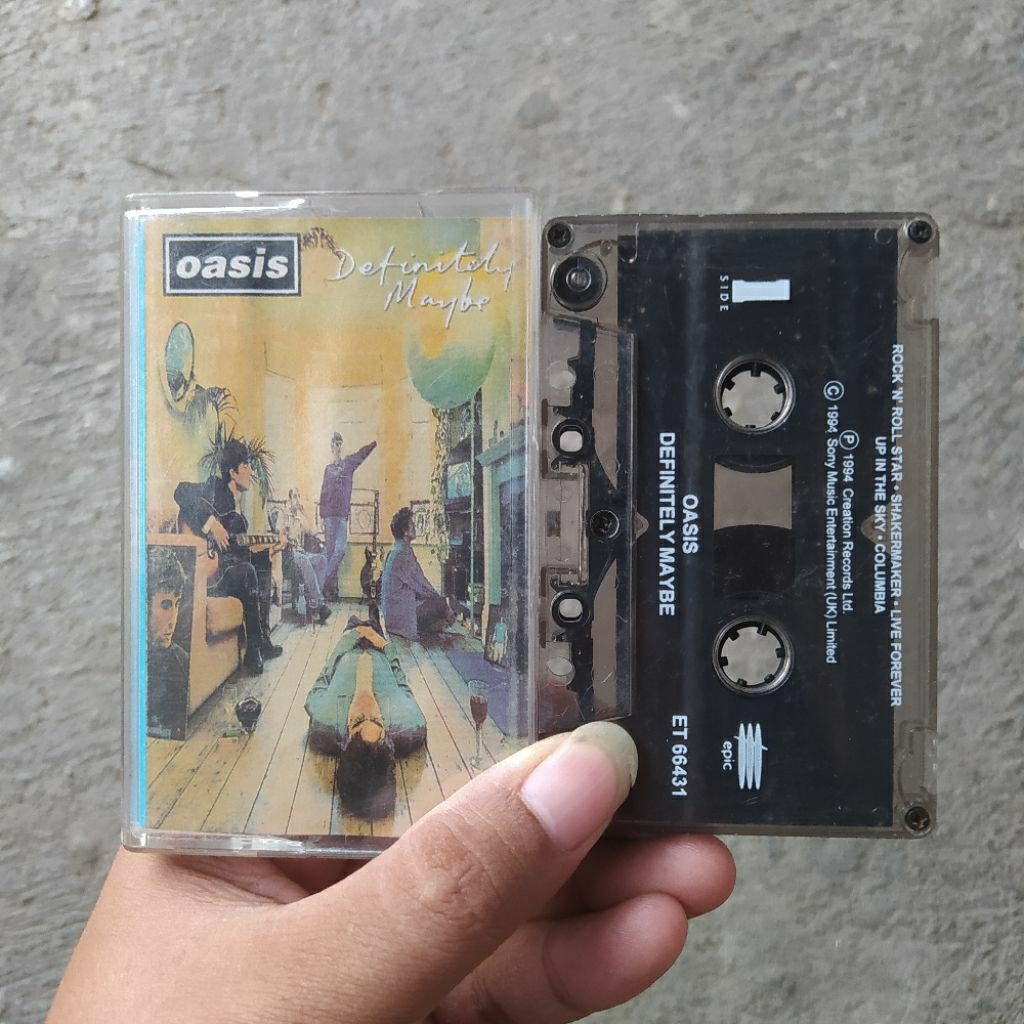 oasis
Definitely
Maybe
SIDE
1
ROCK 'N' ROLL STAR • SHAKERMAKER • LIVE FOREVER
UP IN THE SKY • COLUMBIA
Ⓟ 1994 Creation Records Ltd.
© 1994 Sony Music Entertainment (UK) Limited
OASIS
DEFINITELY MAYBE
ET 66431
epic